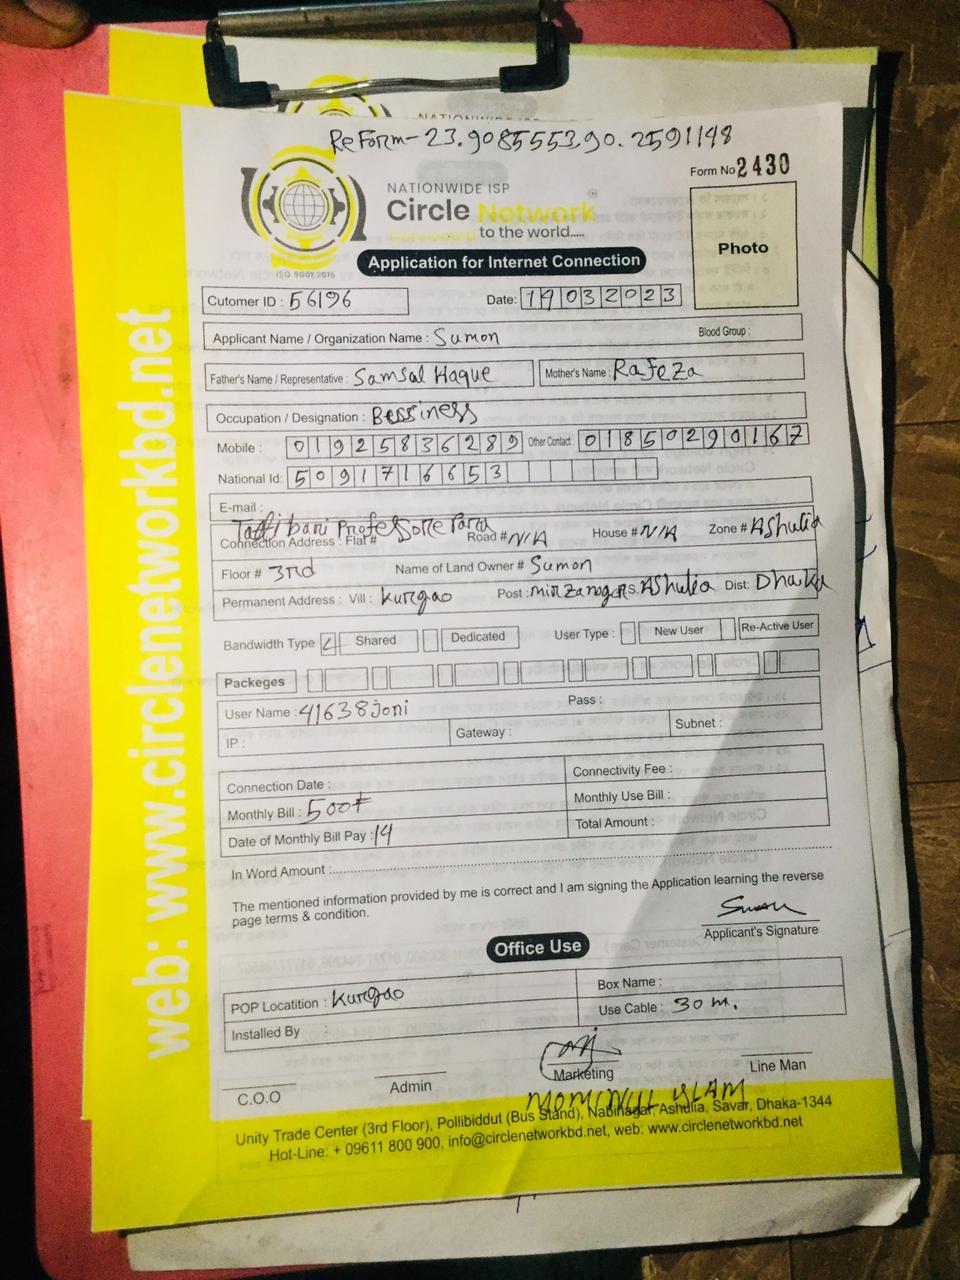 ReForm-23.9085553.90.2591148
Form No 2430
NATIONWIDE ISP
Circle Network
Connecting to the world.....
ISO 9001:2015
Photo
Application for Internet Connection
Cutomer ID : 56196
Date: 19032023
Applicant Name / Organization Name : Sumon
Blood Group :
Father's Name / Representative : Samsal Haque
Mother's Name : Rafeza
Occupation / Designation : Bessiness
Mobile : 01925836289 Other Contact : 01850290167
National Id: 5091716653
E-mail :
Connection Address : Flat # Road # N/A House # N/A Zone # Ashulia
Floor # 3rd Name of Land Owner # Sumon
Permanent Address : Vill : Kurgao Post : Mirzanagar P.S. Ashulia Dist: Dhaka
Bandwidth Type Shared Dedicated User Type : New User Re-Active User
Packeges
User Name : 41638Joni Pass :
IP : Gateway : Subnet :
Connection Date : Connectivity Fee :
Monthly Bill : 500 Monthly Use Bill :
Date of Monthly Bill Pay : 14 Total Amount :
In Word Amount :
The mentioned information provided by me is correct and I am signing the Application learning the reverse
page terms & condition.
Applicant's Signature
Office Use
POP Locatition : Kurgao Box Name :
Installed By : Use Cable : 30 m.
C.O.O Admin Marketing Line Man
MOMINUL ISLAM
Unity Trade Center (3rd Floor), Pollibiddut (Bus Stand), Nabinagar, Ashulia, Savar, Dhaka-1344
Hot-Line: + 09611 800 900, info@circlenetworkbd.net, web: www.circlenetworkbd.net
web: www.circlenetworkbd.net